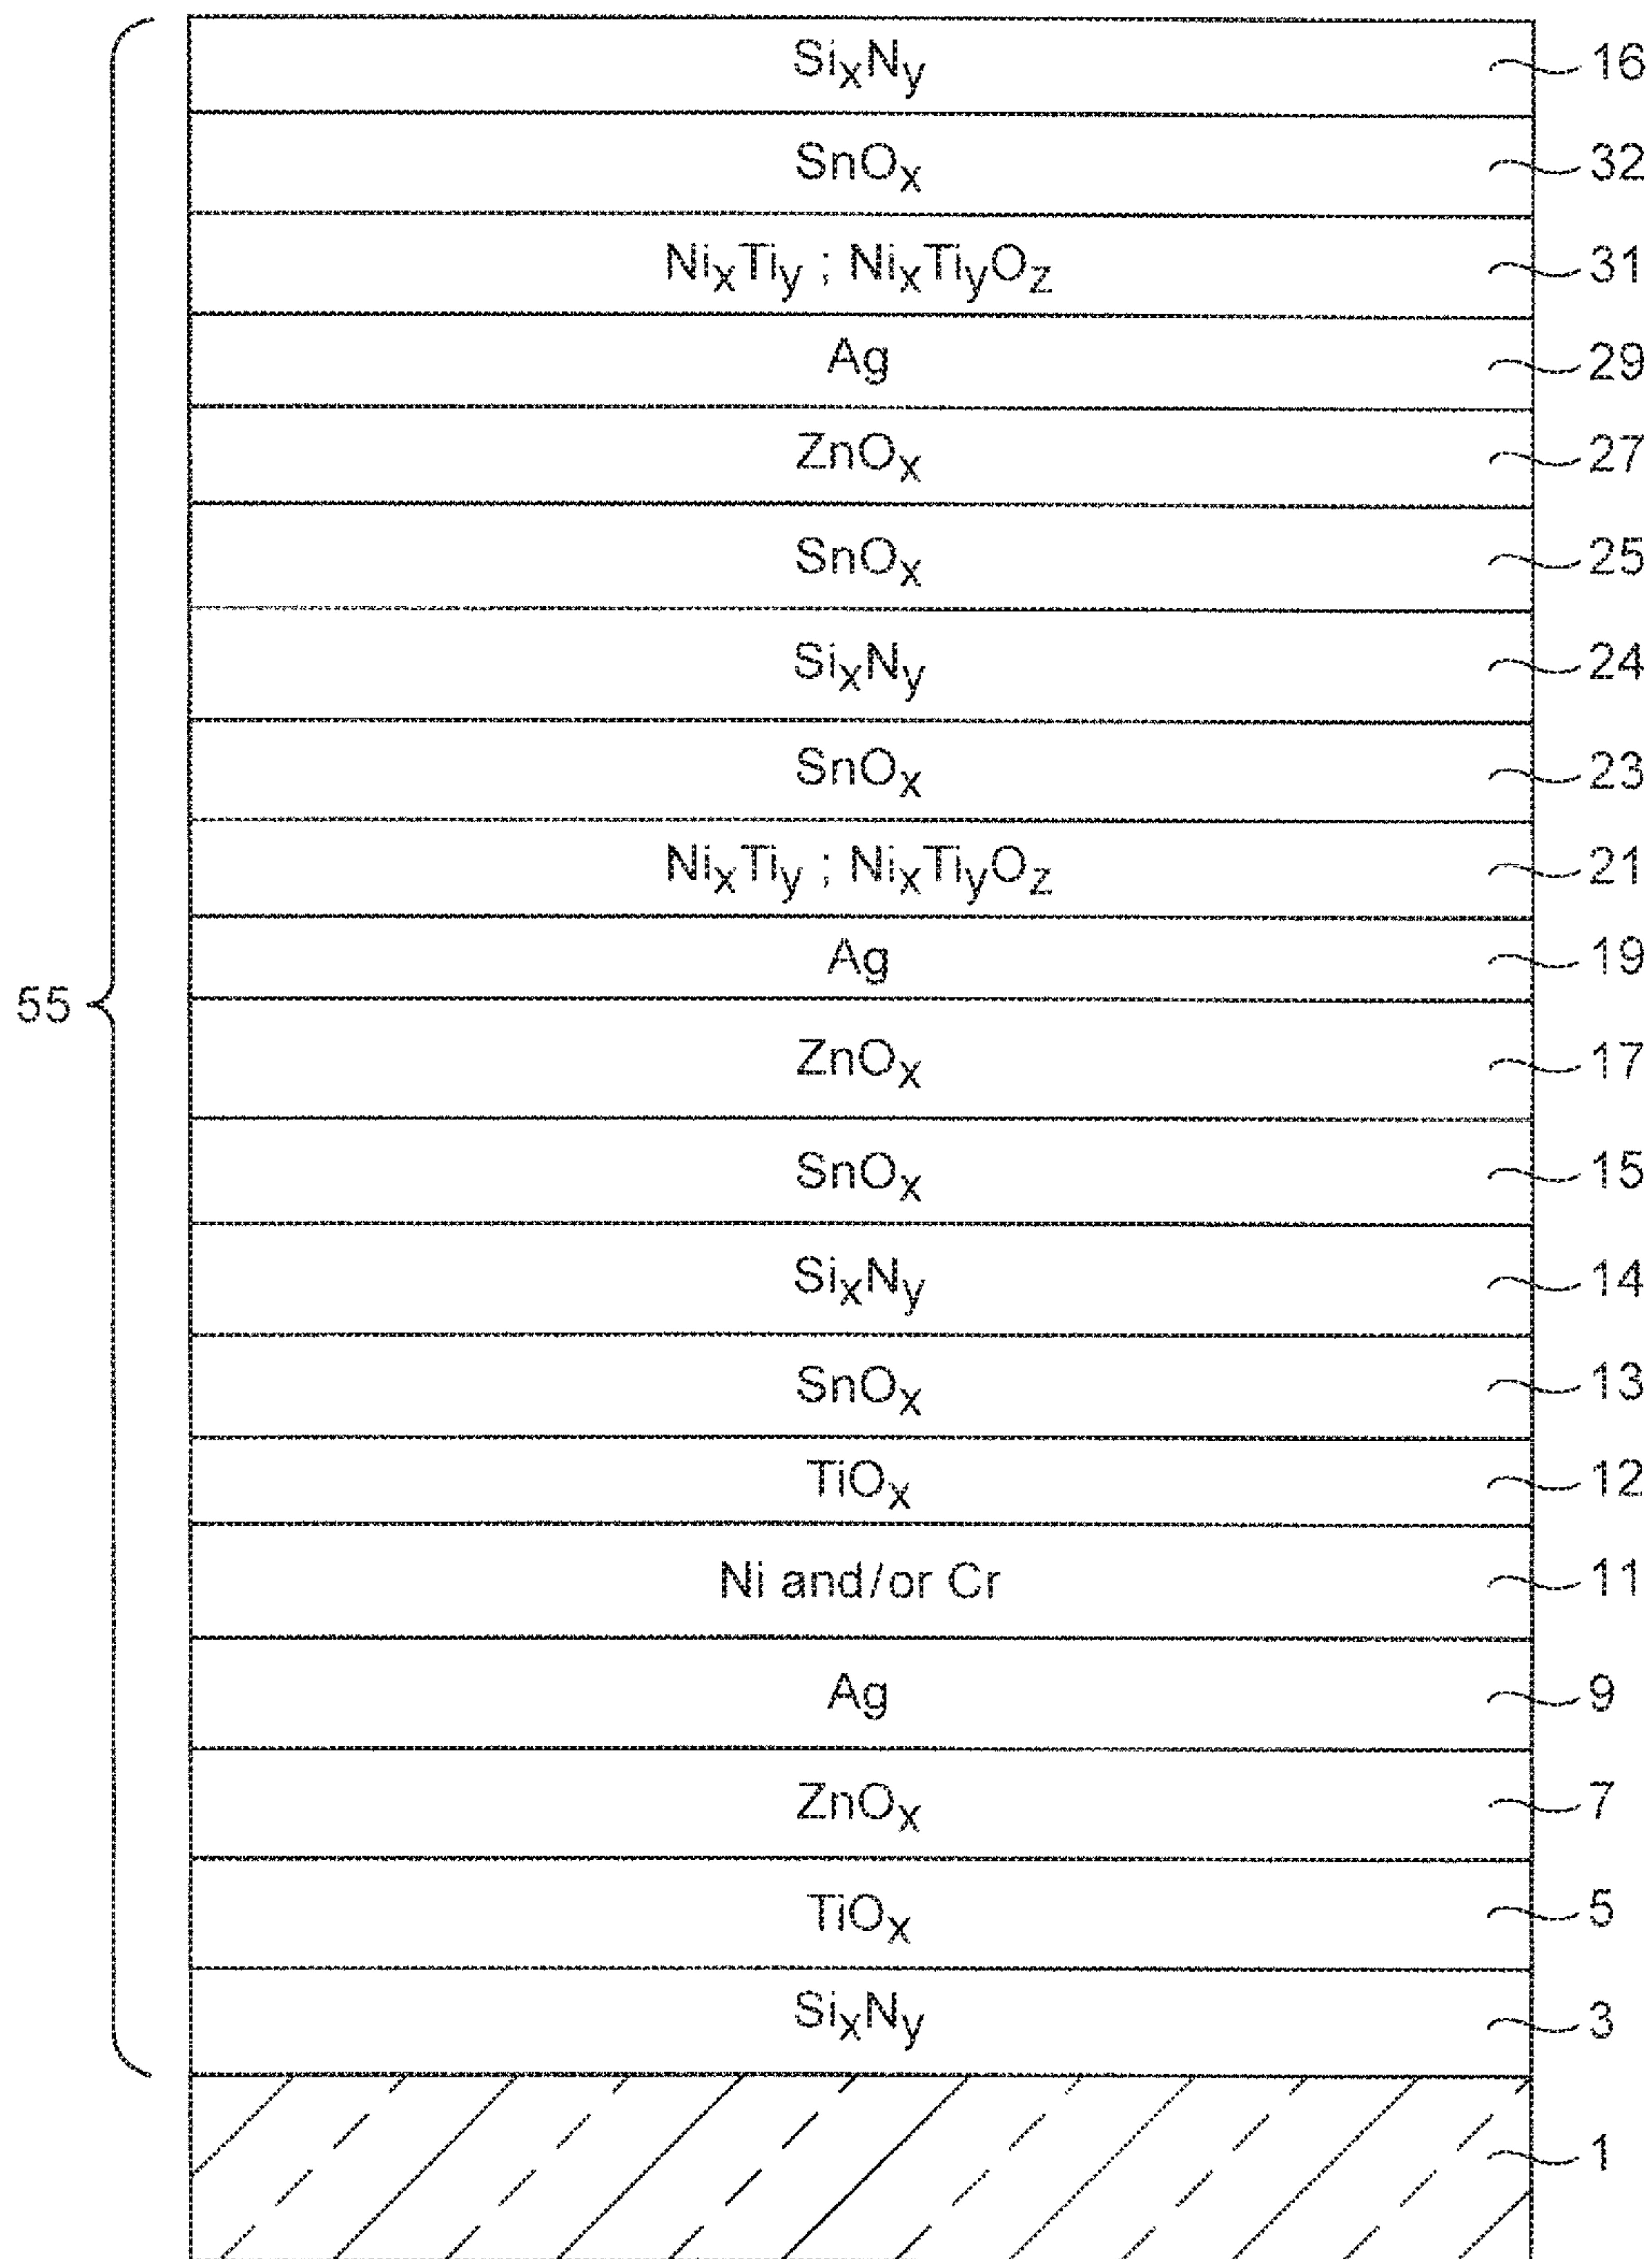 SixNy 16
SnOx 32
NixTiy ; NixTiyOz 31
Ag 29
ZnOx 27
SnOx 25
SixNy 24
SnOx 23
NixTiy ; NixTiyOz 21
Ag 19
55
ZnOx 17
SnOx 15
SixNy 14
SnOx 13
TiOx 12
Ni and/or Cr 11
Ag 9
ZnOx 7
TiOx 5
SixNy 3
1